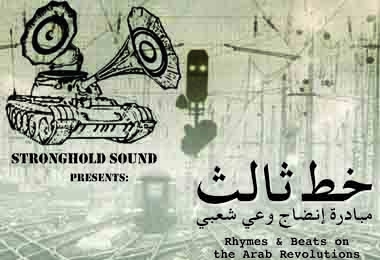 STRONGHOLD SOUND
PRESENTS:
خط ثالث
مبادرة إنضاج وعي شعبي
Rhymes & Beats on
the Arab Revolutions